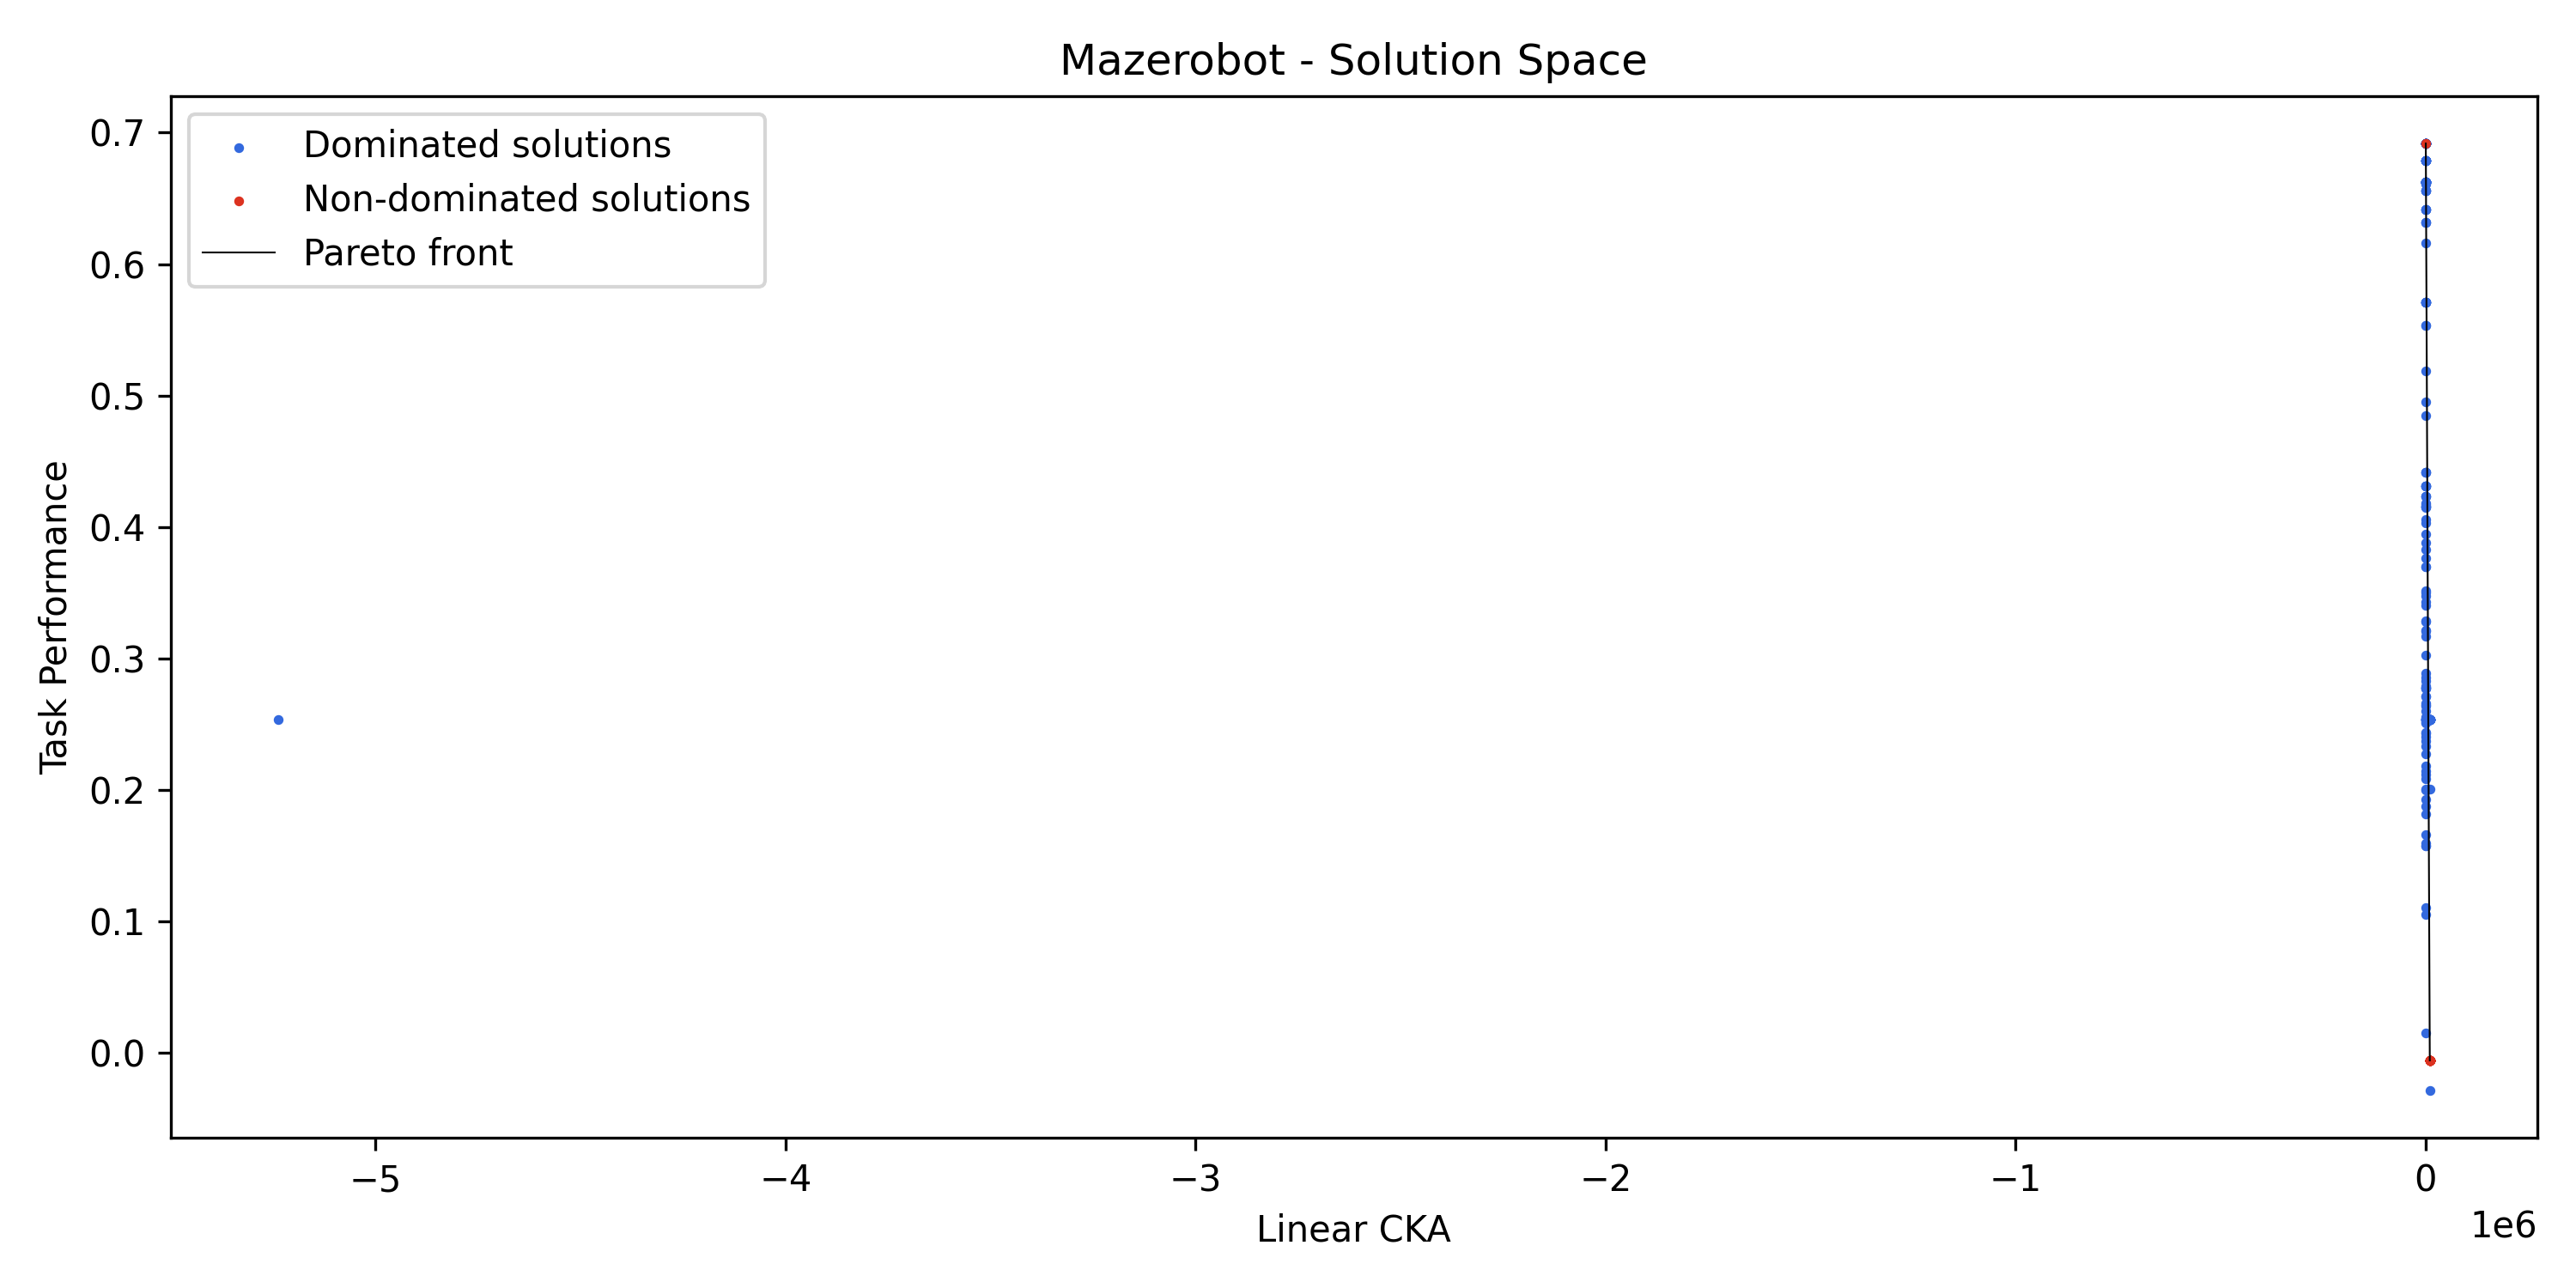 Mazerobot - Solution Space
Dominated solutions
Non-dominated solutions
Pareto front
0.7
0.6
0.5
0.4
0.3
0.2
0.1
0.0
Task Performance
−5
−4
−3
−2
−1
0
1e6
Linear CKA